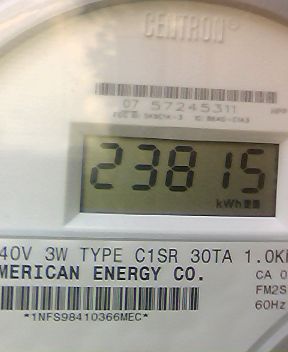 CENTRON®
07 57245311
23815
kWh
40V 3W TYPE C1SR 30TA 1.0K
MERICAN ENERGY CO.
CA 0
FM2S
60Hz
*1NFS98410366MEC*